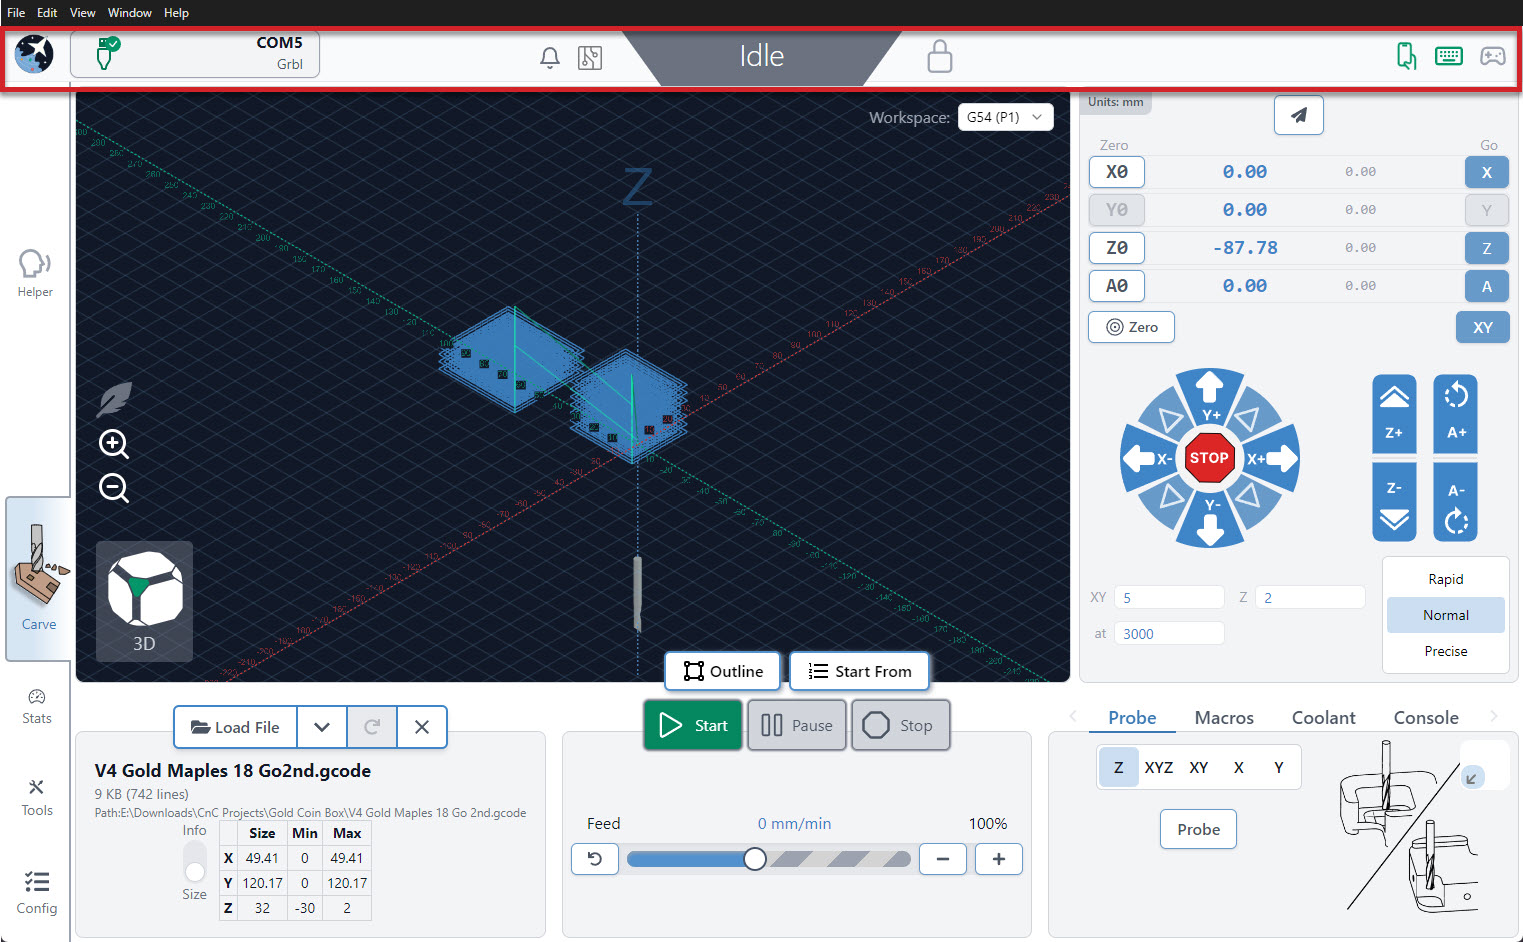 File Edit View Window Help
COM5
Grbl
Idle
Workspace: G54 (P1)
Z
Units: mm
Zero Go
X0 0.00 0.00 X
Y0 0.00 0.00 Y
Z0 -87.78 0.00 Z
A0 0.00 0.00 A
Zero XY
Helper
Y+
X- STOP X+
Y-
Z+ A+
Z- A-
Carve
3D
XY 5 Z 2
at 3000
Rapid
Normal
Precise
Outline Start From
Stats
Tools
Config
Load File
Start Pause Stop
V4 Gold Maples 18 Go2nd.gcode
9 KB (742 lines)
Path:E:\Downloads\CnC Projects\Gold Coin Box\V4 Gold Maples 18 Go 2nd.gcode
Info
Size
Size Min Max
X 49.41 0 49.41
Y 120.17 0 120.17
Z 32 -30 2
Feed 0 mm/min 100%
Probe Macros Coolant Console
Z XYZ XY X Y
Probe